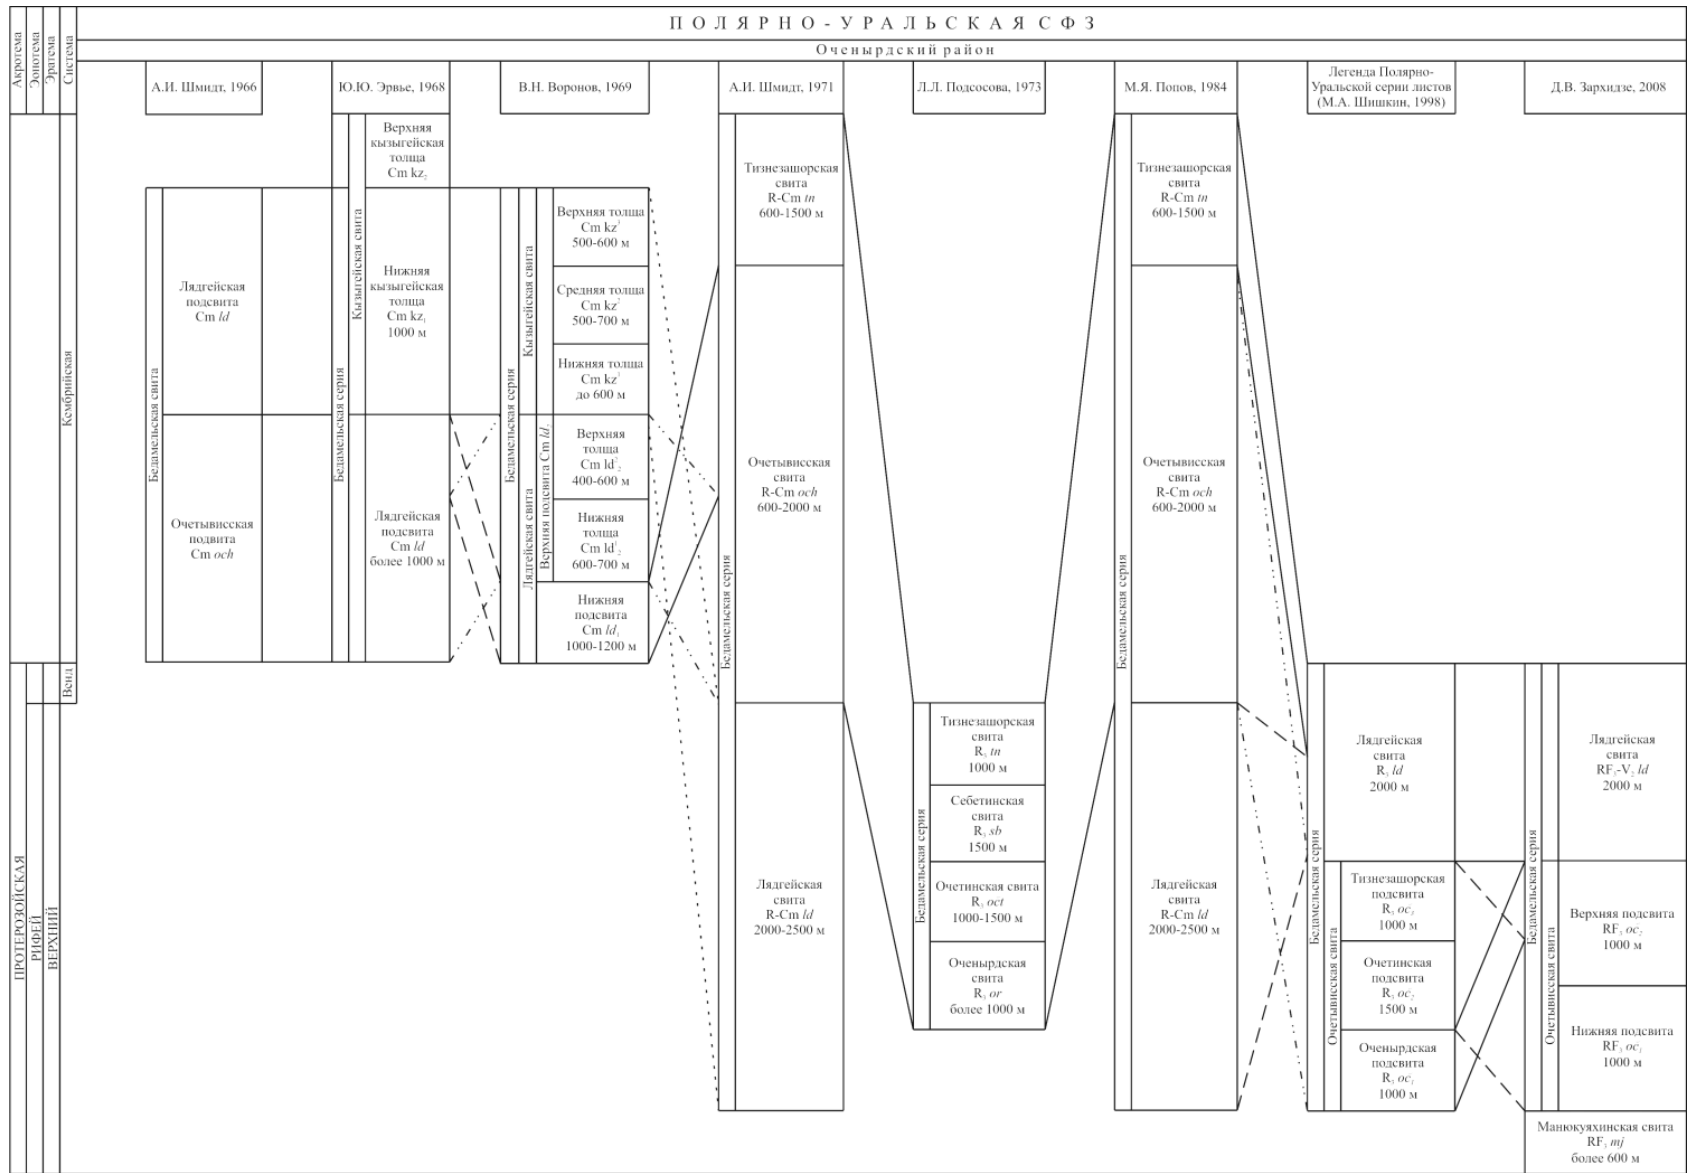 ПОЛЯРНО-УРАЛЬСКАЯ СФЗ
Оченырдский район
Акротема
Эонотема
Эратема
Система
А.И. Шмидт, 1966
Ю.Ю. Эрвье, 1968
В.Н. Воронов, 1969
А.И. Шмидт, 1971
Л.Л. Подсосова, 1973
М.Я. Попов, 1984
Легенда Полярно-
Уральской серии листов
(М.А. Шишкин, 1998)
Д.В. Зархидзе, 2008
ПРОТЕРОЗОЙСКАЯ
РИФЕЙ
ВЕРХНИЙ
Кембрийская
Венд
Бедамельская свита
Лядгейская
подсвита
Cm ld
Очетывисская
подвита
Cm och
Бедамельская серия
Кызыгейская свита
Верхняя
кызыгейская
толща
Cm kz₂
Нижняя
кызыгейская
толща
Cm kz₁
1000 м
Лядгейская
подсвита
Cm ld
более 1000 м
Бедамельская серия
Кызыгейская свита
Верхняя толща
Cm kz³
500-600 м
Средняя толща
Cm kz²
500-700 м
Нижняя толща
Cm kz¹
до 600 м
Лядгейская свита
Верхняя подсвита Cm ld₂
Верхняя
толща
Cm ld²₂
400-600 м
Нижняя
толща
Cm ld¹₂
600-700 м
Нижняя
подсвита
Cm ld₁
1000-1200 м
Бедамельская серия
Тизнезашорская
свита
R-Cm tn
600-1500 м
Очетывисская
свита
R-Cm och
600-2000 м
Лядгейская
свита
R-Cm ld
2000-2500 м
Бедамельская серия
Тизнезашорская
свита
R₃ tn
1000 м
Себетинская
свита
R₃ sb
1500 м
Очетинская свита
R₃ oct
1000-1500 м
Оченырдская
свита
R₃ or
более 1000 м
Бедамельская серия
Тизнезашорская
свита
R-Cm tn
600-1500 м
Очетывисская
свита
R-Cm och
600-2000 м
Лядгейская
свита
R-Cm ld
2000-2500 м
Бедамельская серия
Лядгейская
свита
R₃ ld
2000 м
Очетывисская свита
Тизнезашорская
подсвита
R₃ oc₃
1000 м
Очетинская
подсвита
R₃ oc₂
1500 м
Оченырдская
подсвита
R₃ oc₁
1000 м
Бедамельская серия
Лядгейская
свита
RF₃-V₂ ld
2000 м
Очетывисская свита
Верхняя подсвита
RF₃ oc₂
1000 м
Нижняя подсвита
RF₃ oc₁
1000 м
Манюкуяхинская свита
RF₃ mj
более 600 м